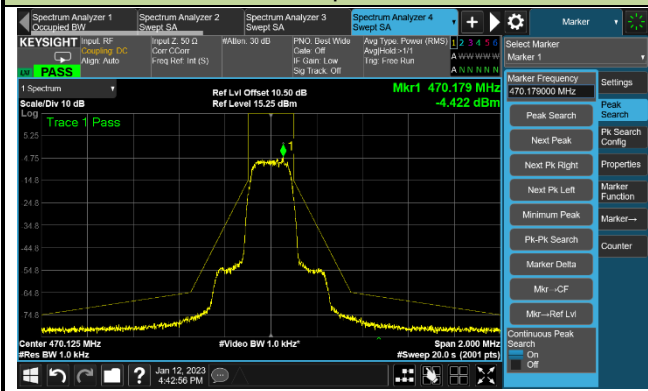 Spectrum Analyzer 1
Occupied BW
Spectrum Analyzer 2
Swept SA
Spectrum Analyzer 3
Swept SA
Spectrum Analyzer 4
Swept SA
Marker
KEYSIGHT
Input: RF
Coupling: DC
Align: Auto
Input Z: 50 Ω
Corr CCorr
Freq Ref: Int (S)
#Atten: 30 dB
PNO: Best Wide
Gate: Off
IF Gain: Low
Sig Track: Off
Avg Type: Power (RMS)
Avg|Hold:>1/1
Trig: Free Run
1 2 3 4 5 6
A W W W W W
A N N N N N
LW
PASS
Select Marker
Marker 1
1 Spectrum
Scale/Div 10 dB
Ref Lvl Offset 10.50 dB
Ref Level 15.25 dBm
Mkr1 470.179 MHz
-4.422 dBm
Log
Trace 1 Pass
1
5.25
-4.75
-14.8
-24.8
-34.8
-44.8
-54.8
-64.8
-74.8
Center 470.125 MHz
#Res BW 1.0 kHz
#Video BW 1.0 kHz*
Span 2.000 MHz
#Sweep 20.0 s (2001 pts)
Marker Frequency
470.179000 MHz
Peak Search
Next Peak
Next Pk Right
Next Pk Left
Minimum Peak
Pk-Pk Search
Marker Delta
Mkr→CF
Mkr→Ref Lvl
Continuous Peak
Search
On
Off
Settings
Peak
Search
Pk Search
Config
Properties
Marker
Function
Marker→
Counter
?
Jan 12, 2023
4:42:56 PM